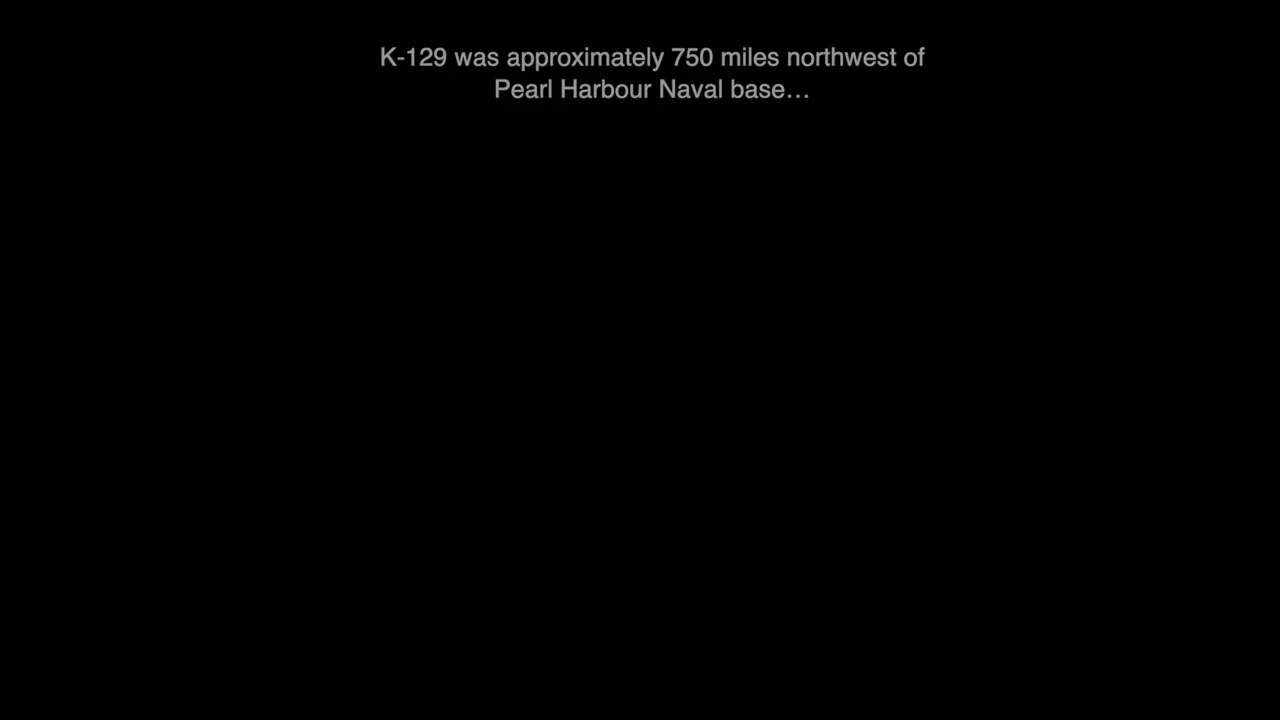 K-129 was approximately 750 miles northwest of
Pearl Harbour Naval base…